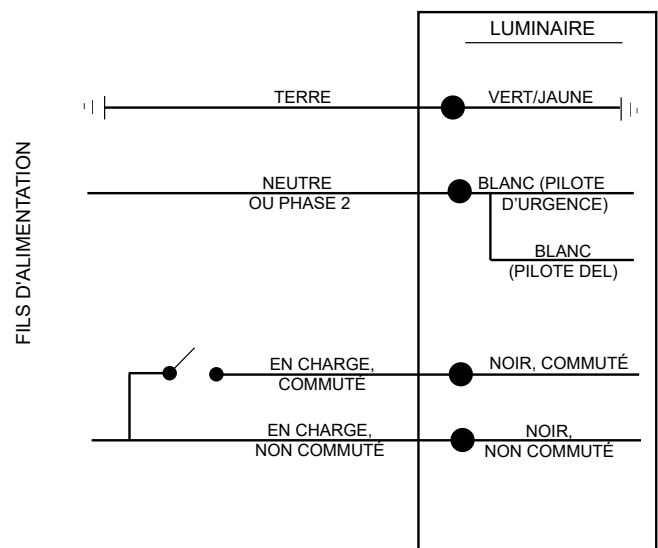 LUMINAIRE
FILS D'ALIMENTATION
TERRE
VERT/JAUNE
NEUTRE
OU PHASE 2
BLANC (PILOTE
D'URGENCE)
BLANC
(PILOTE DEL)
EN CHARGE,
COMMUTÉ
NOIR, COMMUTÉ
EN CHARGE,
NON COMMUTÉ
NOIR,
NON COMMUTÉ